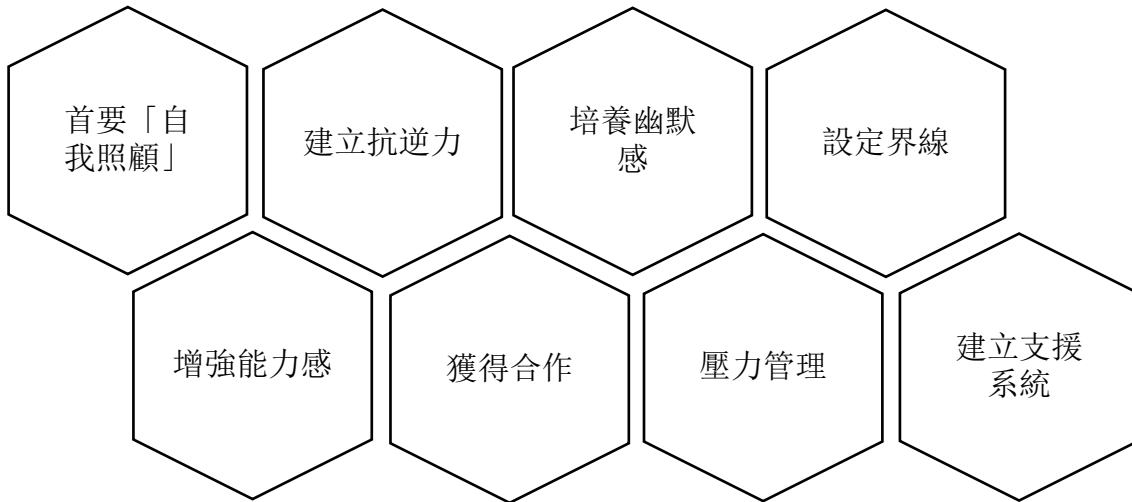 首要「自
我照顧」
建立抗逆力
培養幽默
感
設定界線
增強能力感
獲得合作
壓力管理
建立支援
系統